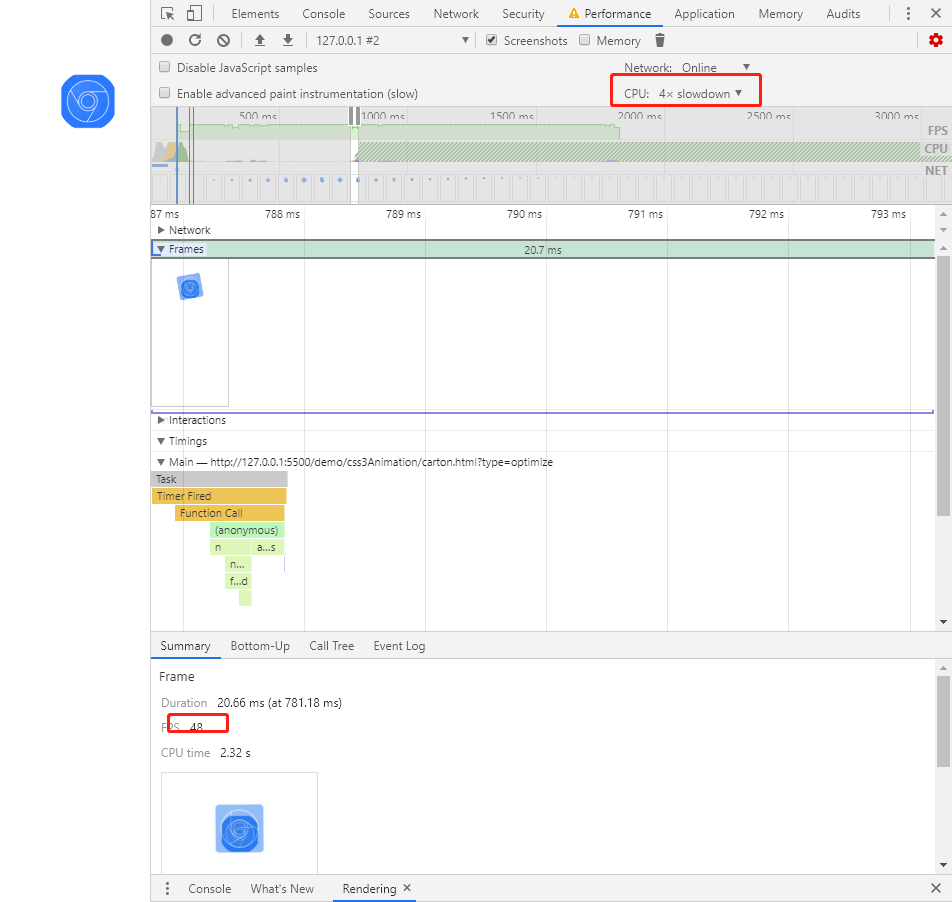 Elements Console Sources Network Security Performance Application Memory Audits
127.0.0.1 #2 Screenshots Memory
Disable JavaScript samples Network: Online
Enable advanced paint instrumentation (slow) CPU: 4× slowdown
500 ms 1000 ms 1500 ms 2000 ms 2500 ms 3000 ms
FPS
CPU
NET
87 ms 788 ms 789 ms 790 ms 791 ms 792 ms 793 ms
Network
Frames 20.7 ms
Interactions
Timings
Main — http://127.0.0.1:5500/demo/css3Animation/carton.html?type=optimize
Task
Timer Fired
Function Call
(anonymous)
n a...s
n...
f...d
Summary Bottom-Up Call Tree Event Log
Frame
Duration 20.66 ms (at 781.18 ms)
FPS 48
CPU time 2.32 s
Console What's New Rendering